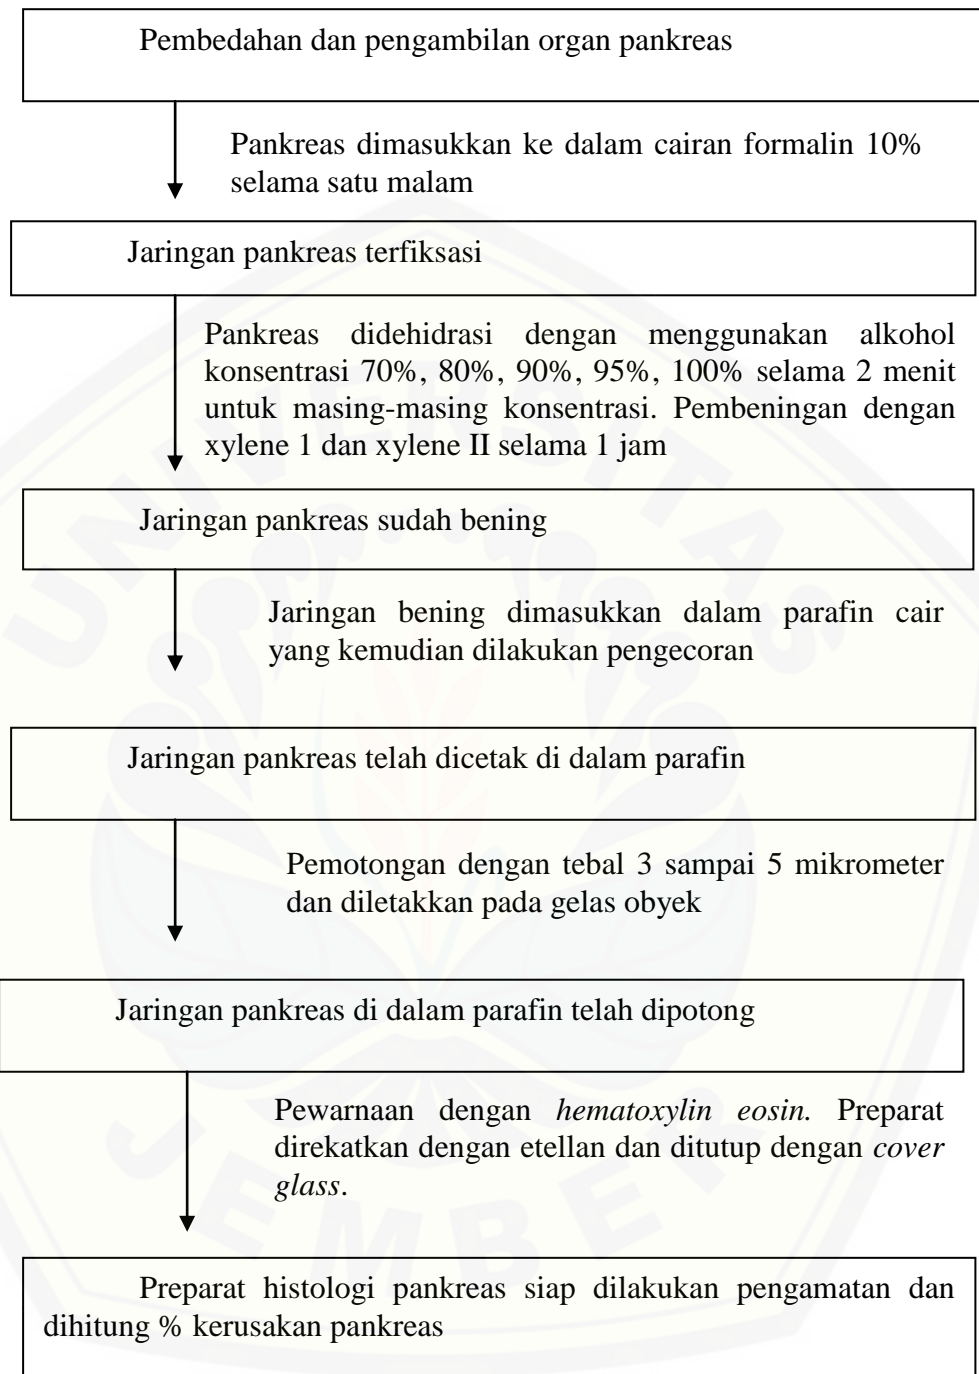 Pembedahan dan pengambilan organ pankreas
Pankreas dimasukkan ke dalam cairan formalin 10%
selama satu malam
Jaringan pankreas terfiksasi
Pankreas didehidrasi dengan menggunakan alkohol
konsentrasi 70%, 80%, 90%, 95%, 100% selama 2 menit
untuk masing-masing konsentrasi. Pembeningan dengan
xylene 1 dan xylene II selama 1 jam
Jaringan pankreas sudah bening
Jaringan bening dimasukkan dalam parafin cair
yang kemudian dilakukan pengecoran
Jaringan pankreas telah dicetak di dalam parafin
Pemotongan dengan tebal 3 sampai 5 mikrometer
dan diletakkan pada gelas obyek
Jaringan pankreas di dalam parafin telah dipotong
Pewarnaan dengan hematoxylin eosin. Preparat
direkatkan dengan etellan dan ditutup dengan cover
glass.
Preparat histologi pankreas siap dilakukan pengamatan dan
dihitung % kerusakan pankreas
UNIVERSITAS
JEMBER